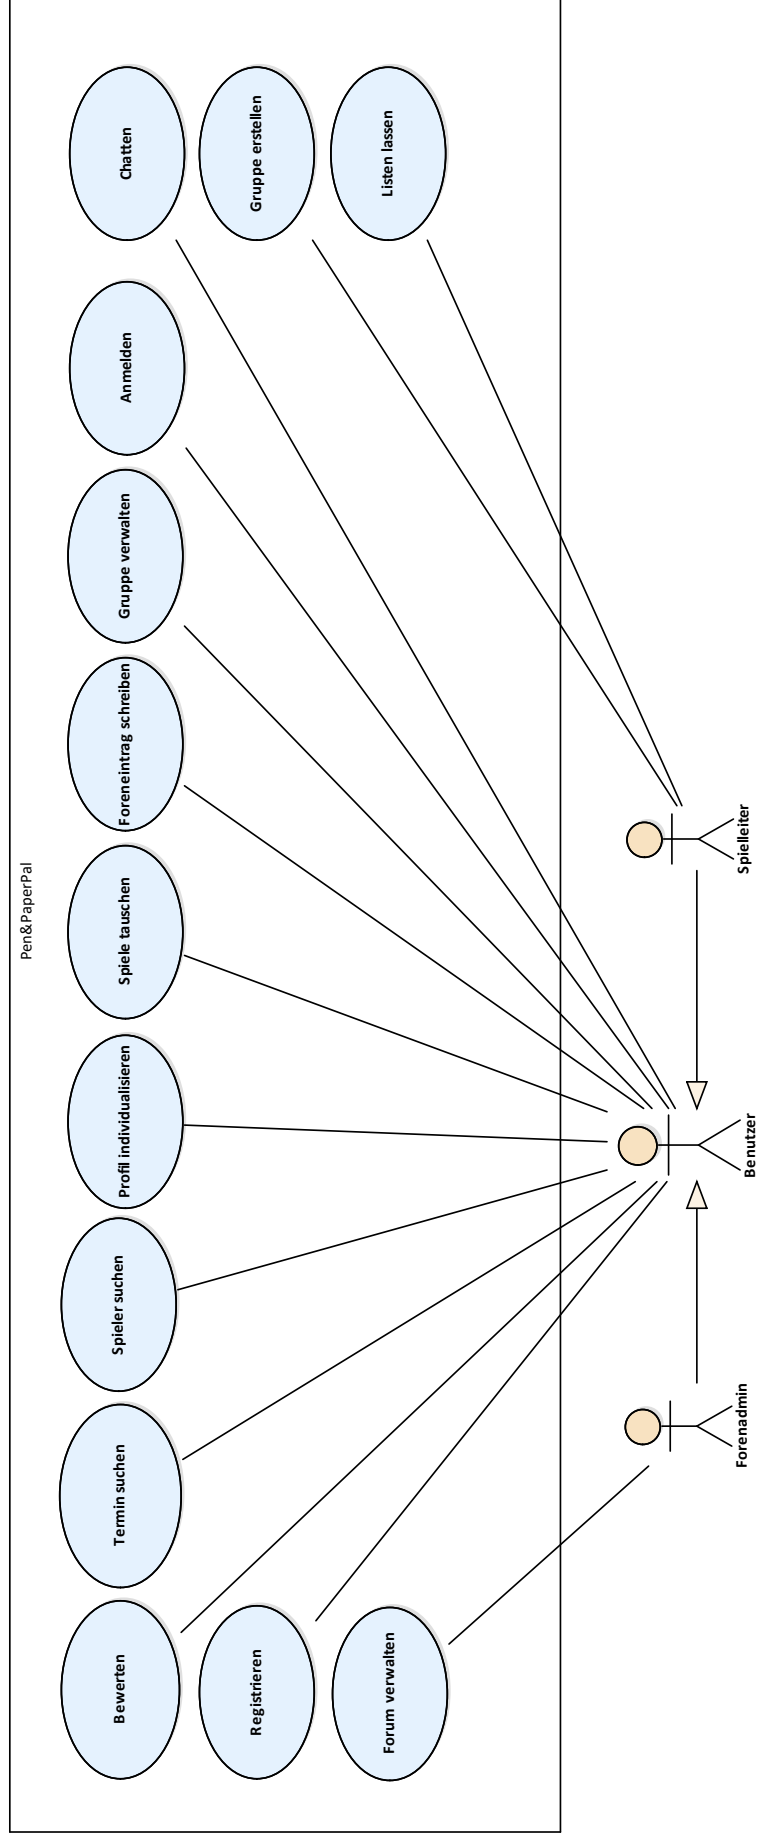 Pen&PaperPal
Bewerten
Termin suchen
Spieler suchen
Profil individualisieren
Spiele tauschen
Foreneintrag schreiben
Gruppe verwalten
Anmelden
Chatten
Registrieren
Gruppe erstellen
Forum verwalten
Listen lassen
Forenadmin
Benutzer
Spielleiter